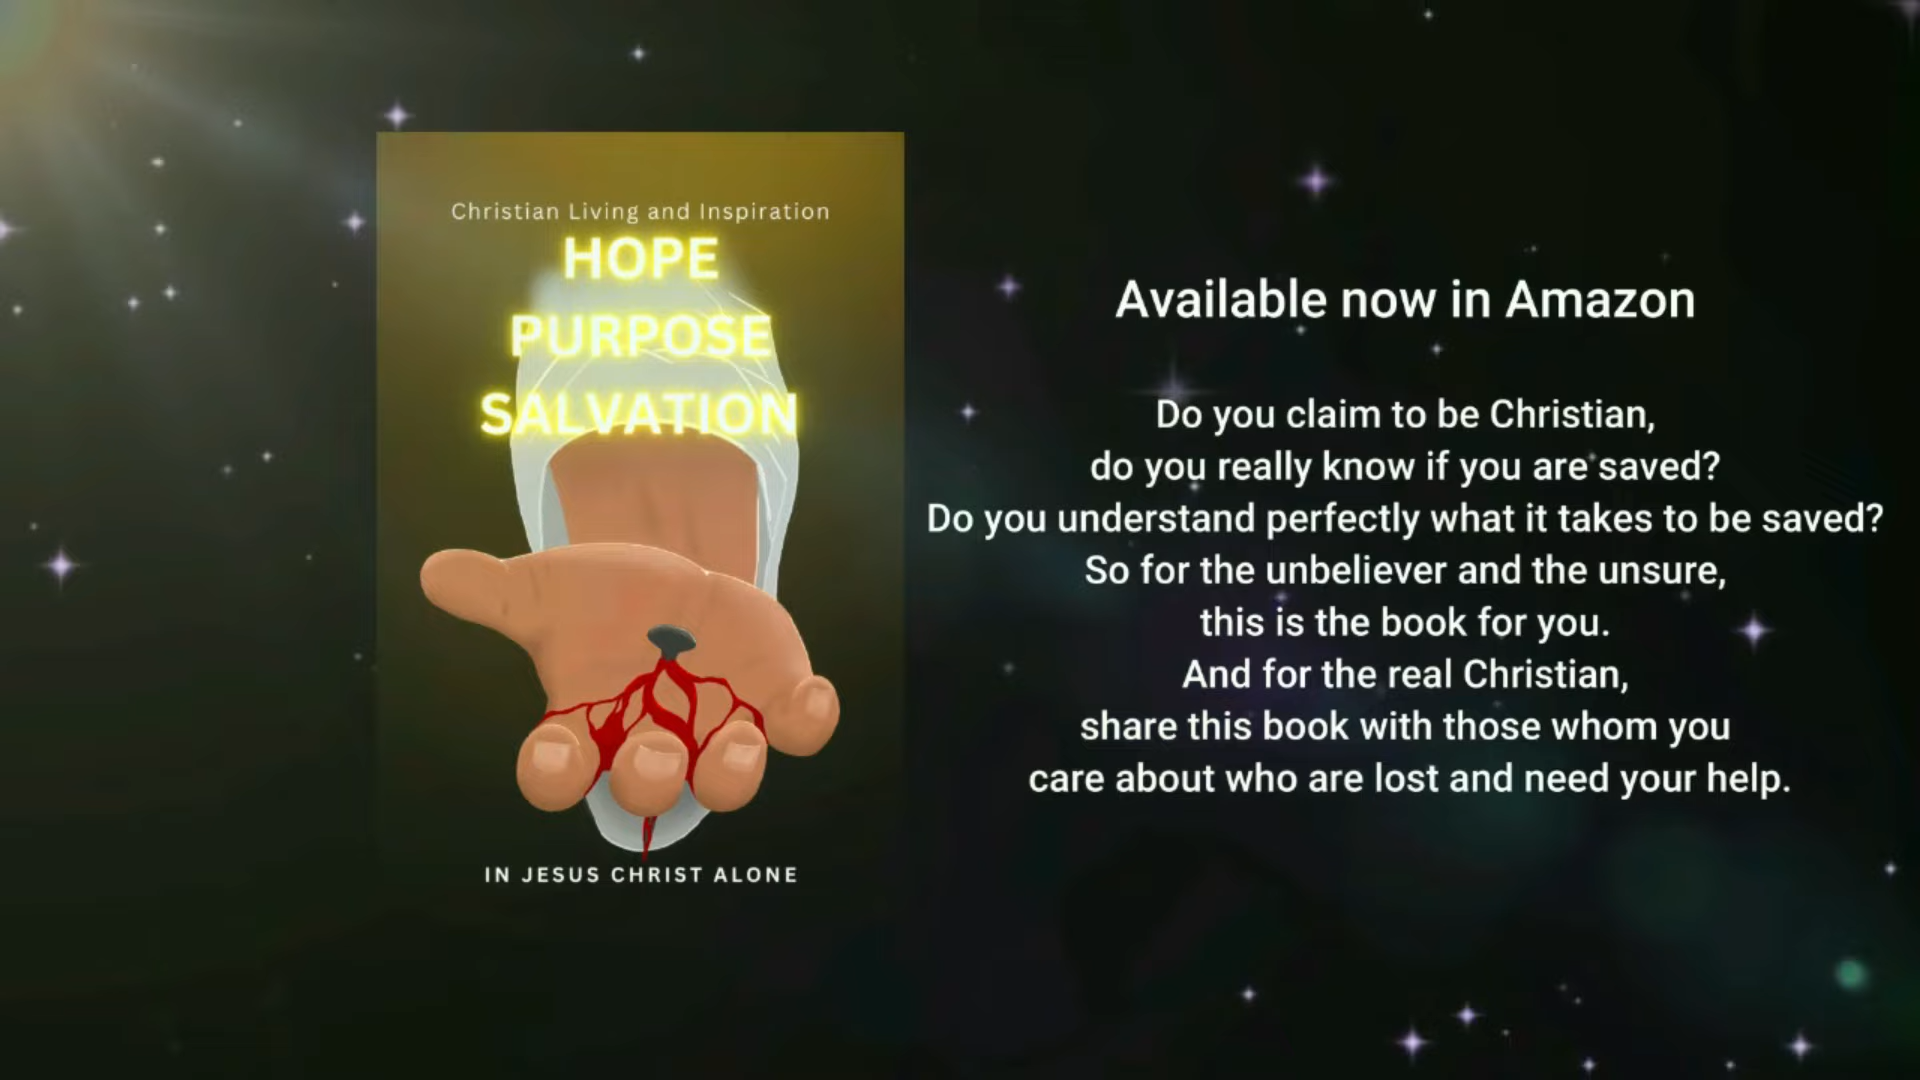 Christian Living and Inspiration
HOPE
PURPOSE
SALVATION
IN JESUS CHRIST ALONE
Available now in Amazon
Do you claim to be Christian,
do you really know if you are saved?
Do you understand perfectly what it takes to be saved?
So for the unbeliever and the unsure,
this is the book for you.
And for the real Christian,
share this book with those whom you
care about who are lost and need your help.